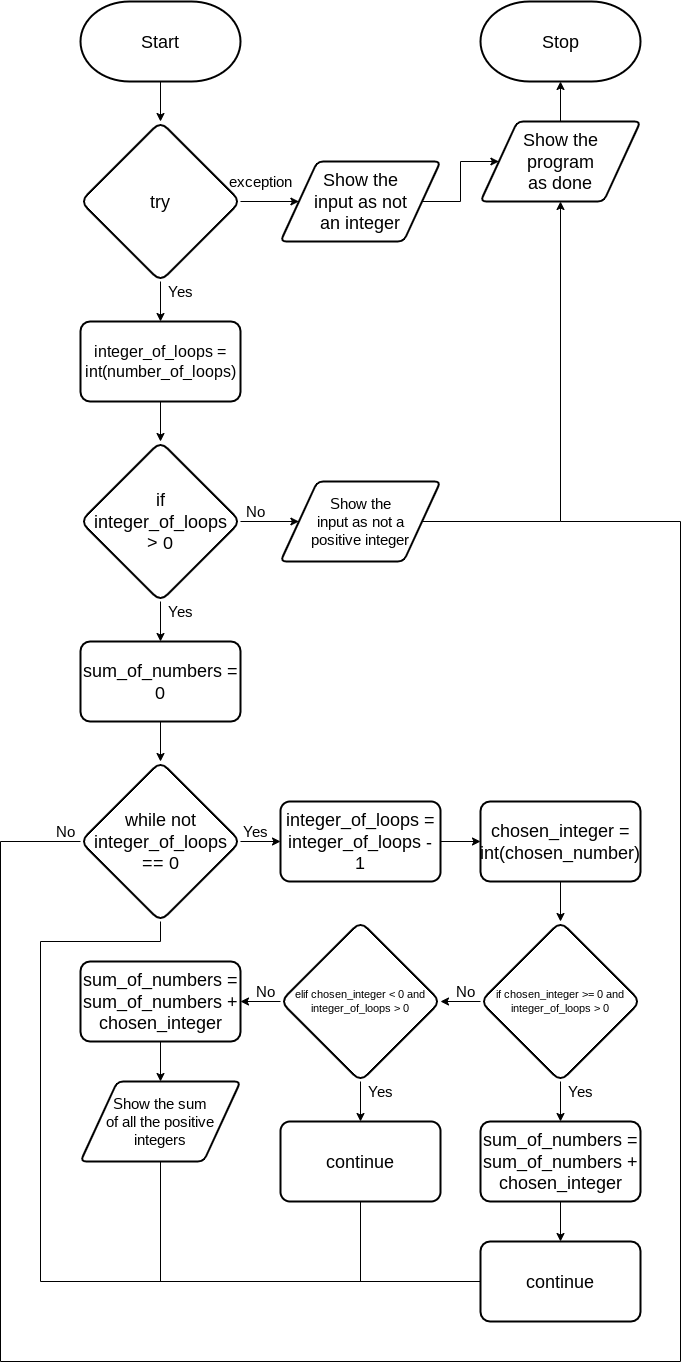 Start
Stop
try
exception
Show the
input as not
an integer
Show the
program
as done
Yes
integer_of_loops =
int(number_of_loops)
if
integer_of_loops
> 0
No
Show the
input as not a
positive integer
Yes
sum_of_numbers =
0
No
while not
integer_of_loops
== 0
Yes
integer_of_loops =
integer_of_loops -
1
chosen_integer =
int(chosen_number)
sum_of_numbers =
sum_of_numbers +
chosen_integer
No
elif chosen_integer < 0 and
integer_of_loops > 0
No
if chosen_integer >= 0 and
integer_of_loops > 0
Show the sum
of all the positive
integers
Yes
continue
Yes
sum_of_numbers =
sum_of_numbers +
chosen_integer
continue